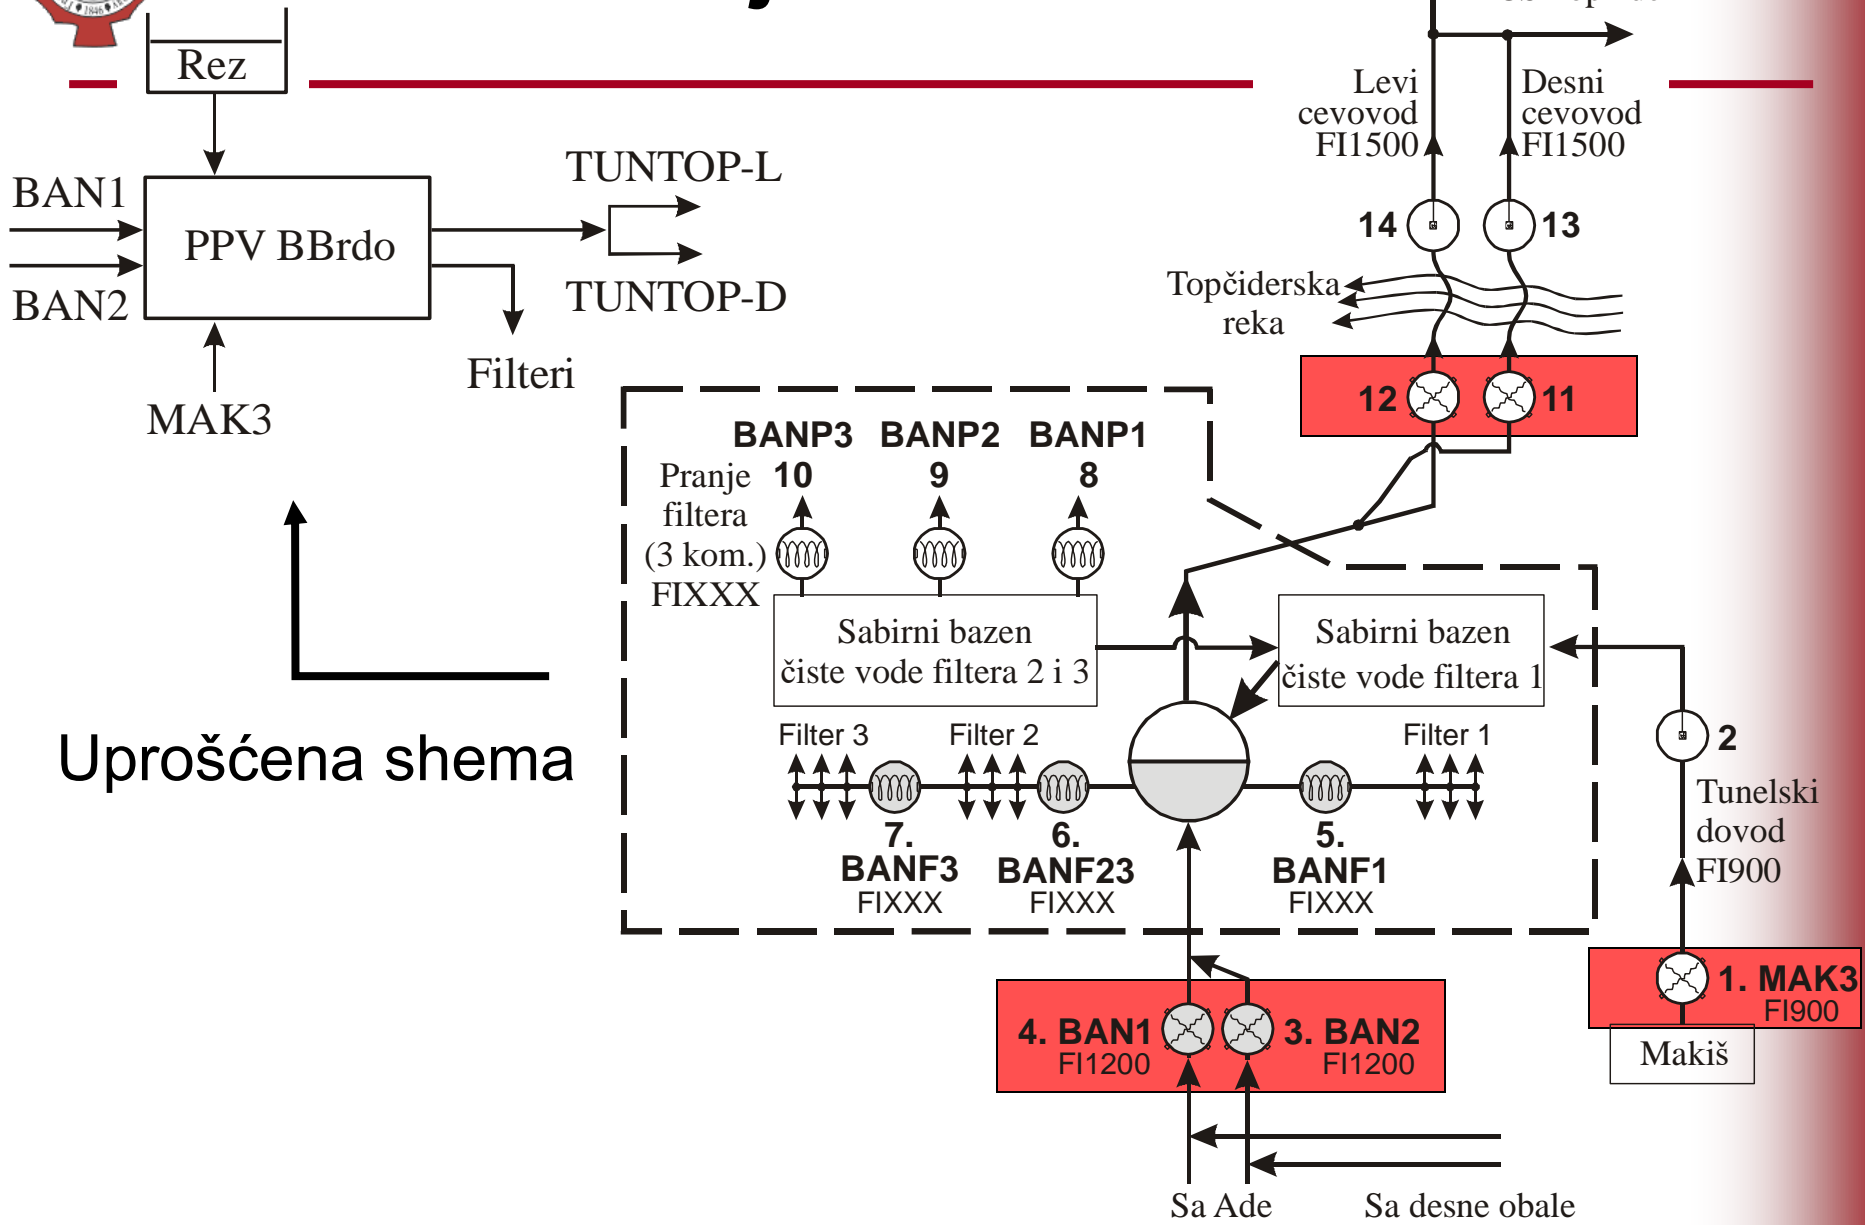 1846
Rez
BAN1
BAN2
PPV BBrdo
TUNTOP-L
TUNTOP-D
Filteri
MAK3
Uprošćena shema
Levi
cevovod
FI1500
Desni
cevovod
FI1500
14
13
Topčiderska
reka
12
11
BANP3 BANP2 BANP1
10 9 8
Pranje
filtera
(3 kom.)
FIXXX
Sabirni bazen
čiste vode filtera 2 i 3
Sabirni bazen
čiste vode filtera 1
Filter 3
Filter 2
Filter 1
7.
BANF3
FIXXX
6.
BANF23
FIXXX
5.
BANF1
FIXXX
2
Tunelski
dovod
FI900
1. MAK3
FI900
Makiš
4. BAN1
FI1200
3. BAN2
FI1200
Sa Ade
Sa desne obale